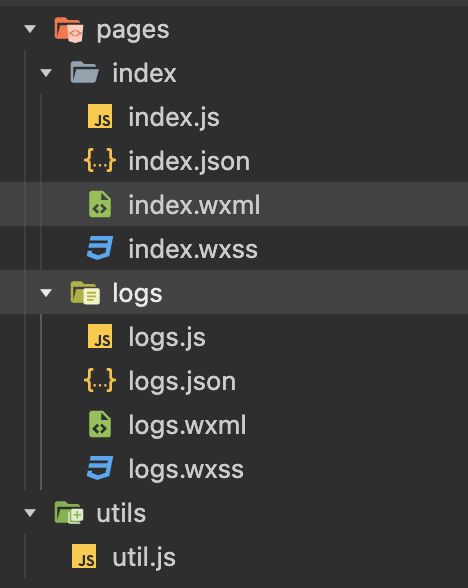 pages
index
JS index.js
{...} index.json
index.wxml
index.wxss
logs
JS logs.js
{...} logs.json
logs.wxml
logs.wxss
utils
JS util.js